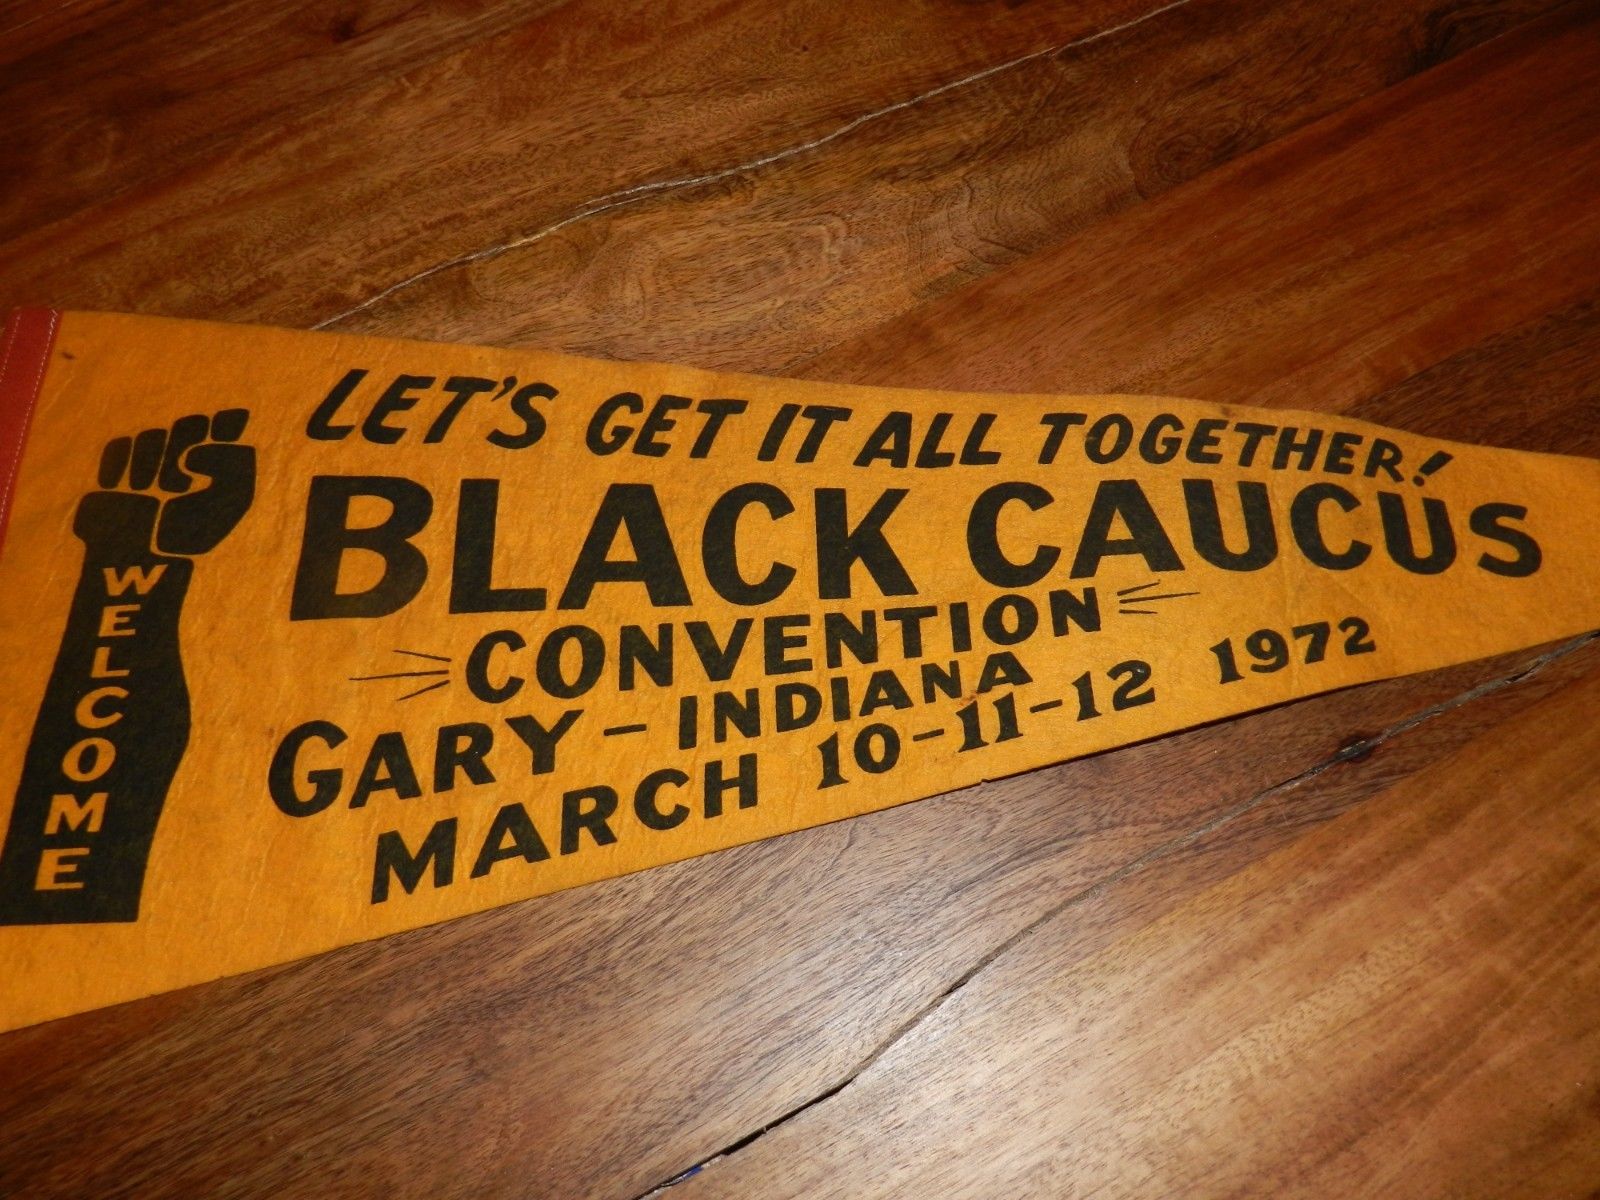 WELCOME
LET'S GET IT ALL TOGETHER!
BLACK CAUCUS
CONVENTION
GARY - INDIANA
MARCH 10-11-12 1972